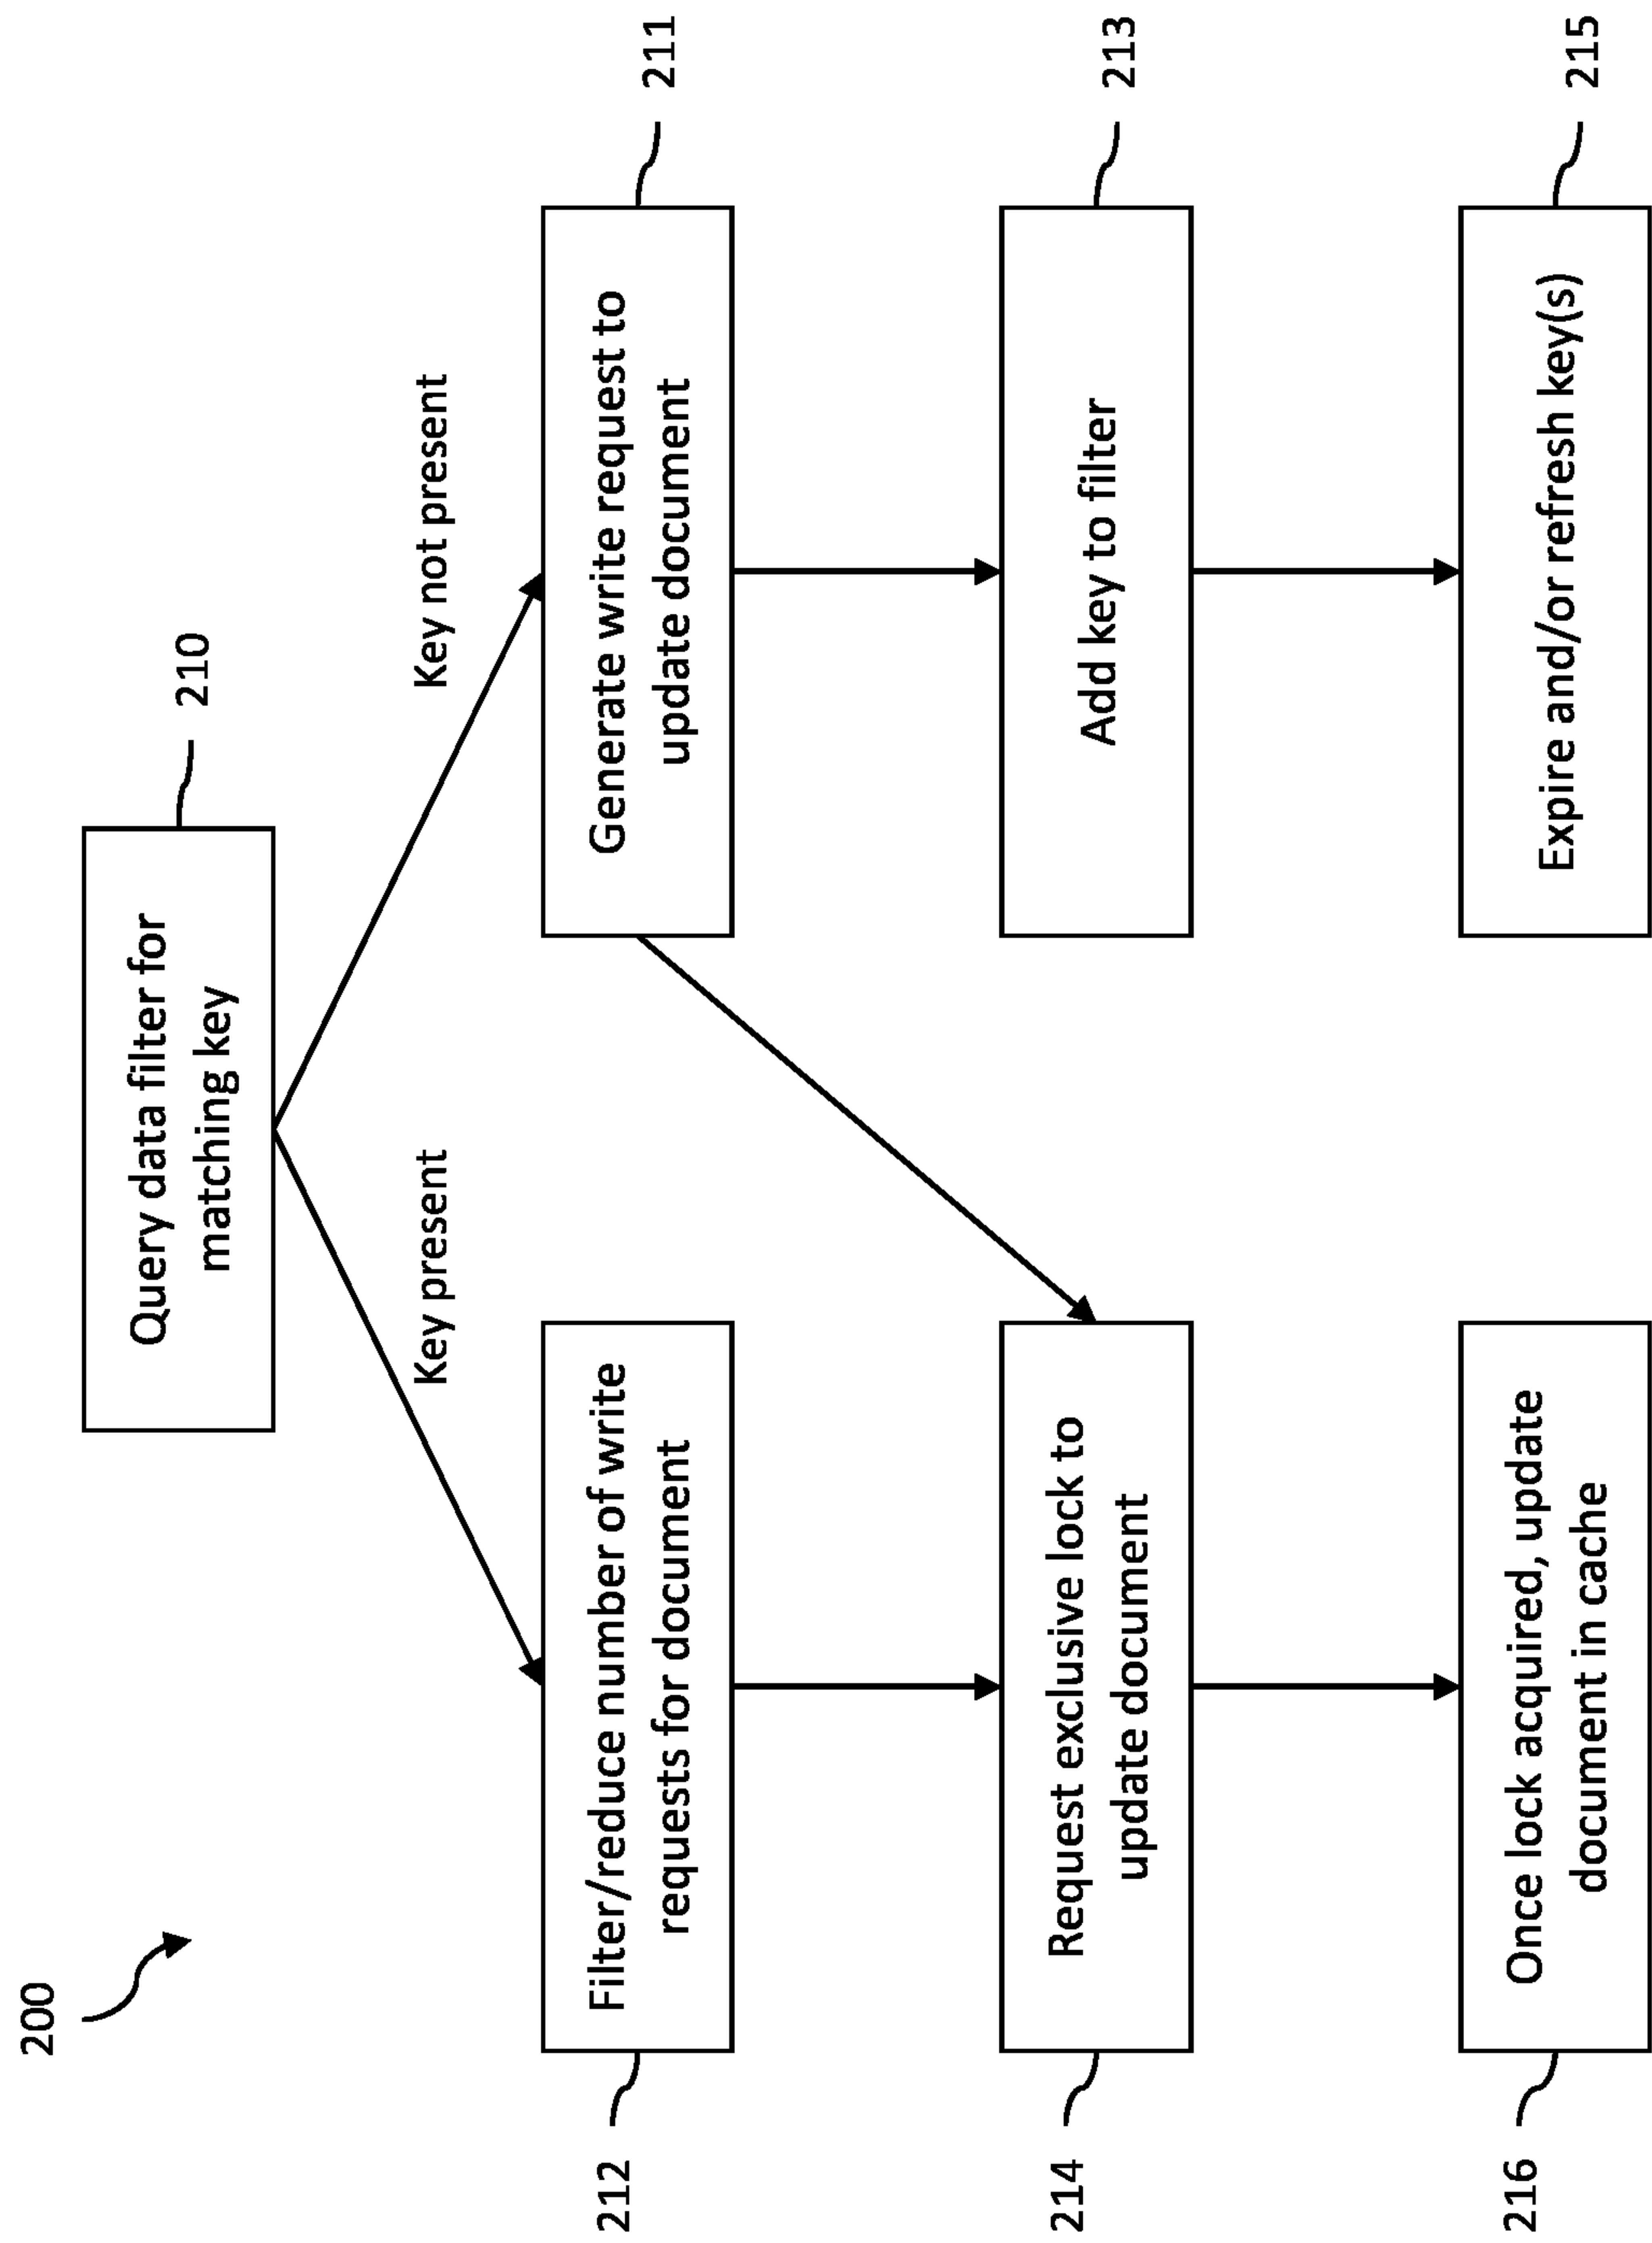 200
210
Query data filter for
matching key
Key present
Key not present
212
Filter/reduce number of write
requests for document
211
Generate write request to
update document
214
Request exclusive lock to
update document
213
Add key to filter
216
Once lock acquired, update
document in cache
215
Expire and/or refresh key(s)